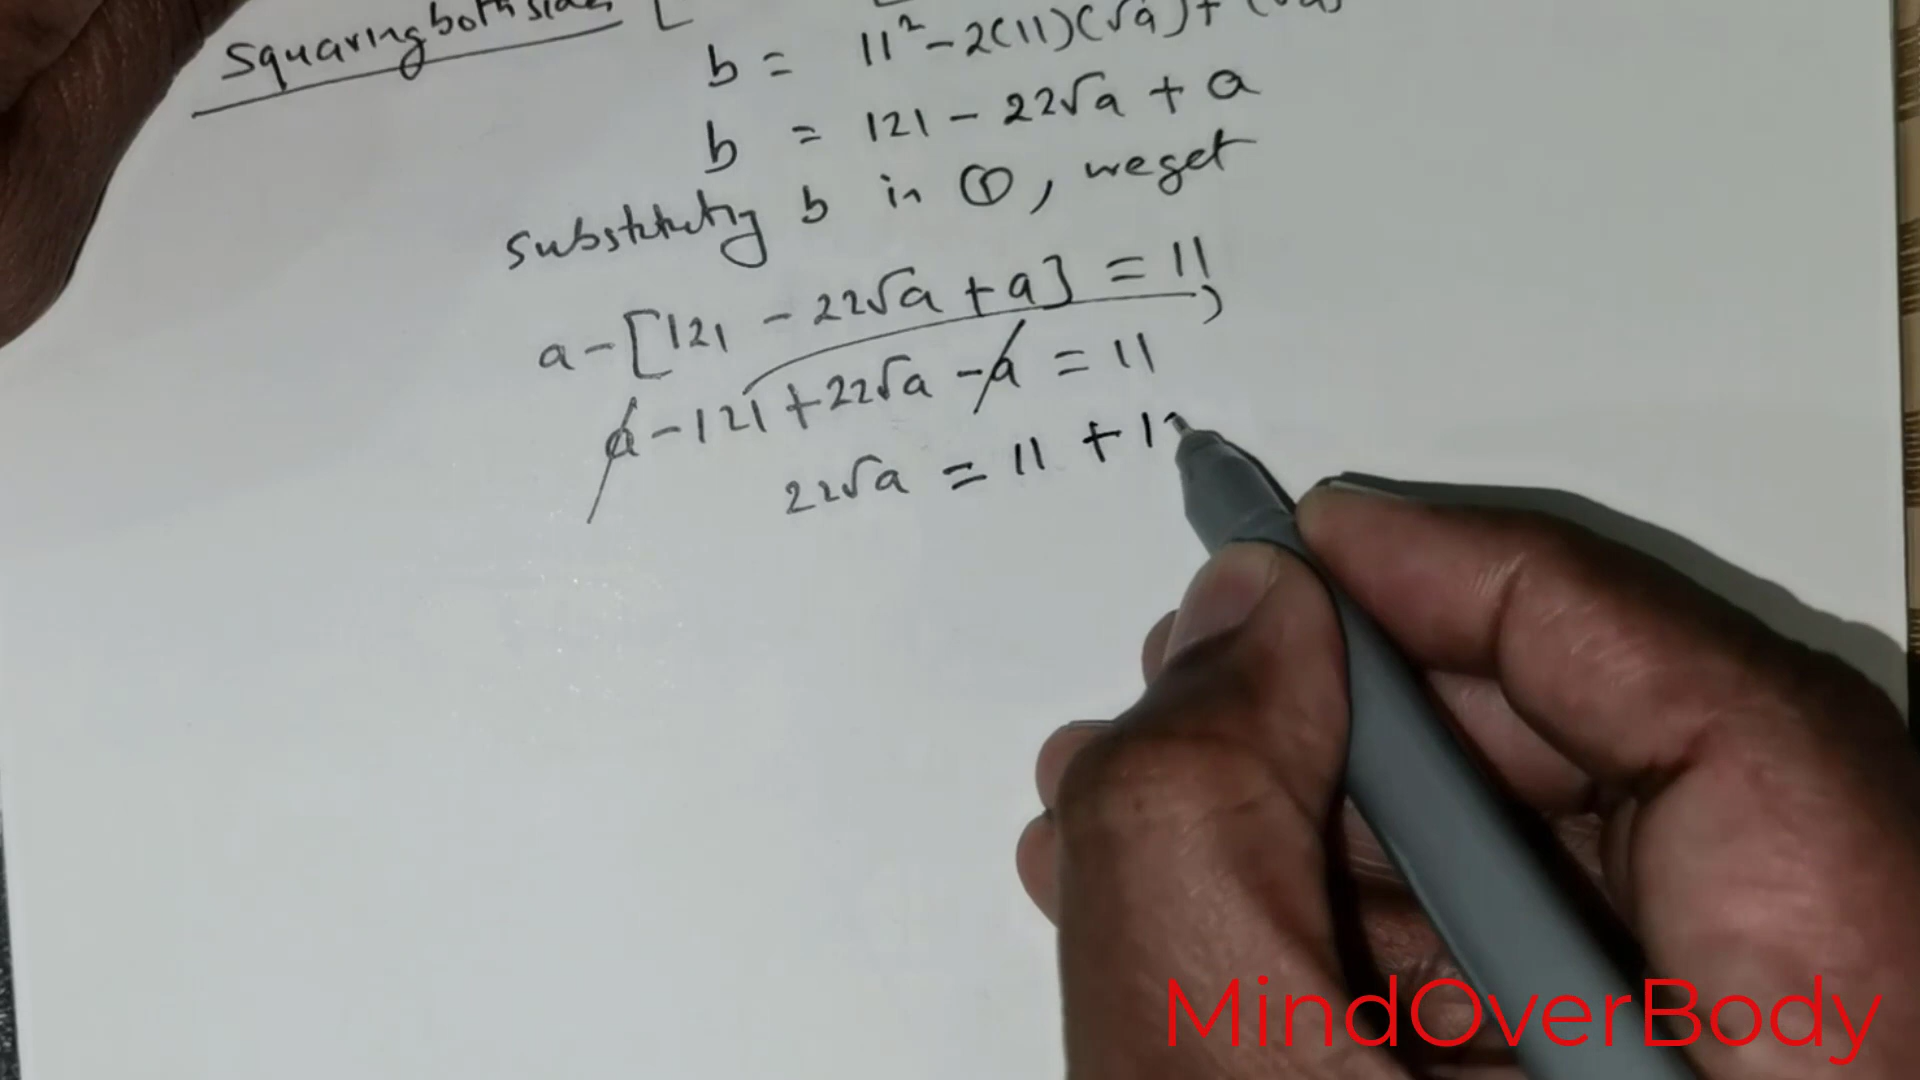 Squaring both sides [
b = 11² - 2(11)(√a) +
b = 121 - 22√a + a
substituting b in ①, we get
a - [121 - 22√a + a] = 11
a - 121 + 22√a - a = 11
22√a = 11 + 1
MindOverBody